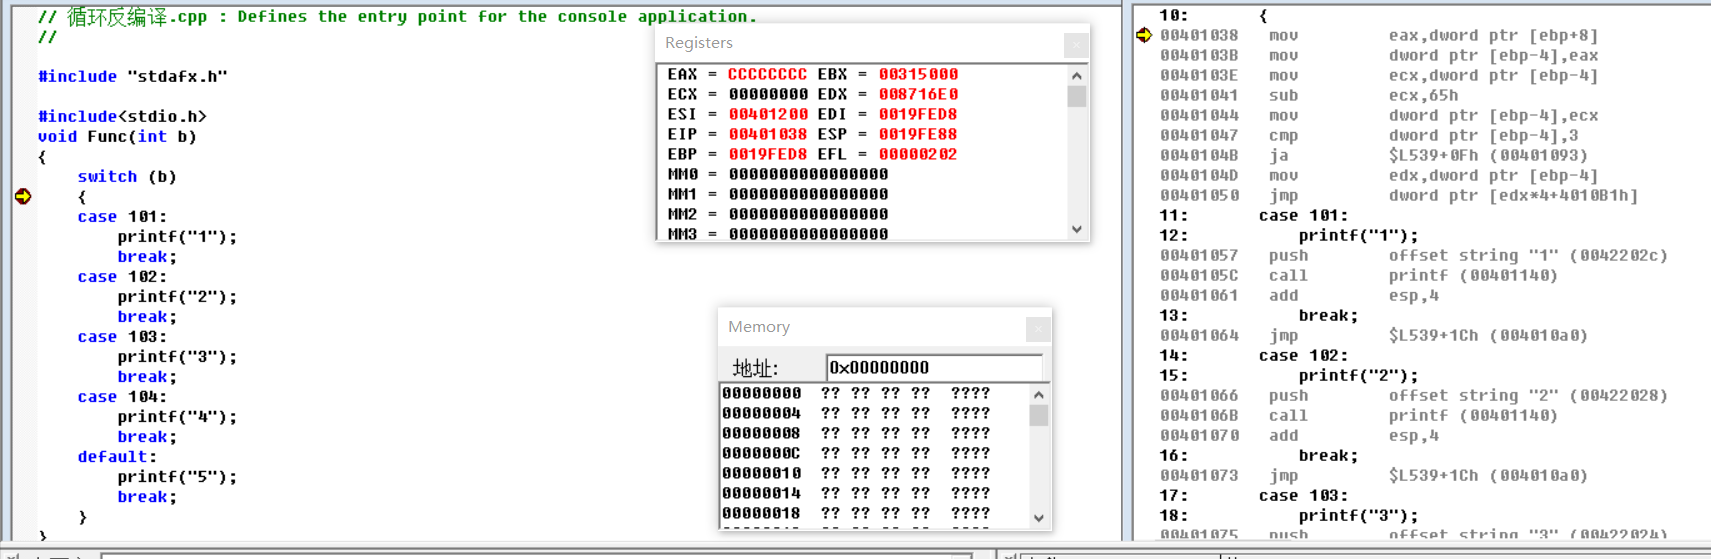 // 循环反编译.cpp : Defines the entry point for the console application.
//
#include "stdafx.h"
#include<stdio.h>
void Func(int b)
{
switch (b)
{
case 101:
printf("1");
break;
case 102:
printf("2");
break;
case 103:
printf("3");
break;
case 104:
printf("4");
break;
default:
printf("5");
break;
}
}
Registers
EAX = CCCCCCCC EBX = 00315000
ECX = 00000000 EDX = 008716E0
ESI = 00401200 EDI = 0019FED8
EIP = 00401038 ESP = 0019FE88
EBP = 0019FED8 EFL = 00000202
MM0 = 0000000000000000
MM1 = 0000000000000000
MM2 = 0000000000000000
MM3 = 0000000000000000
Memory
地址: 0x00000000
00000000 ?? ?? ?? ?? ????
00000004 ?? ?? ?? ?? ????
00000008 ?? ?? ?? ?? ????
0000000C ?? ?? ?? ?? ????
00000010 ?? ?? ?? ?? ????
00000014 ?? ?? ?? ?? ????
00000018 ?? ?? ?? ?? ????
10: {
00401038 mov eax,dword ptr [ebp+8]
0040103B mov dword ptr [ebp-4],eax
0040103E mov ecx,dword ptr [ebp-4]
00401041 sub ecx,65h
00401044 mov dword ptr [ebp-4],ecx
00401047 cmp dword ptr [ebp-4],3
0040104B ja $L539+0Fh (00401093)
0040104D mov edx,dword ptr [ebp-4]
00401050 jmp dword ptr [edx*4+4010B1h]
11: case 101:
12: printf("1");
00401057 push offset string "1" (0042202c)
0040105C call printf (00401140)
00401061 add esp,4
13: break;
00401064 jmp $L539+1Ch (004010a0)
14: case 102:
15: printf("2");
00401066 push offset string "2" (00422028)
0040106B call printf (00401140)
00401070 add esp,4
16: break;
00401073 jmp $L539+1Ch (004010a0)
17: case 103:
18: printf("3");
00401075 push offset string "3" (00422024)